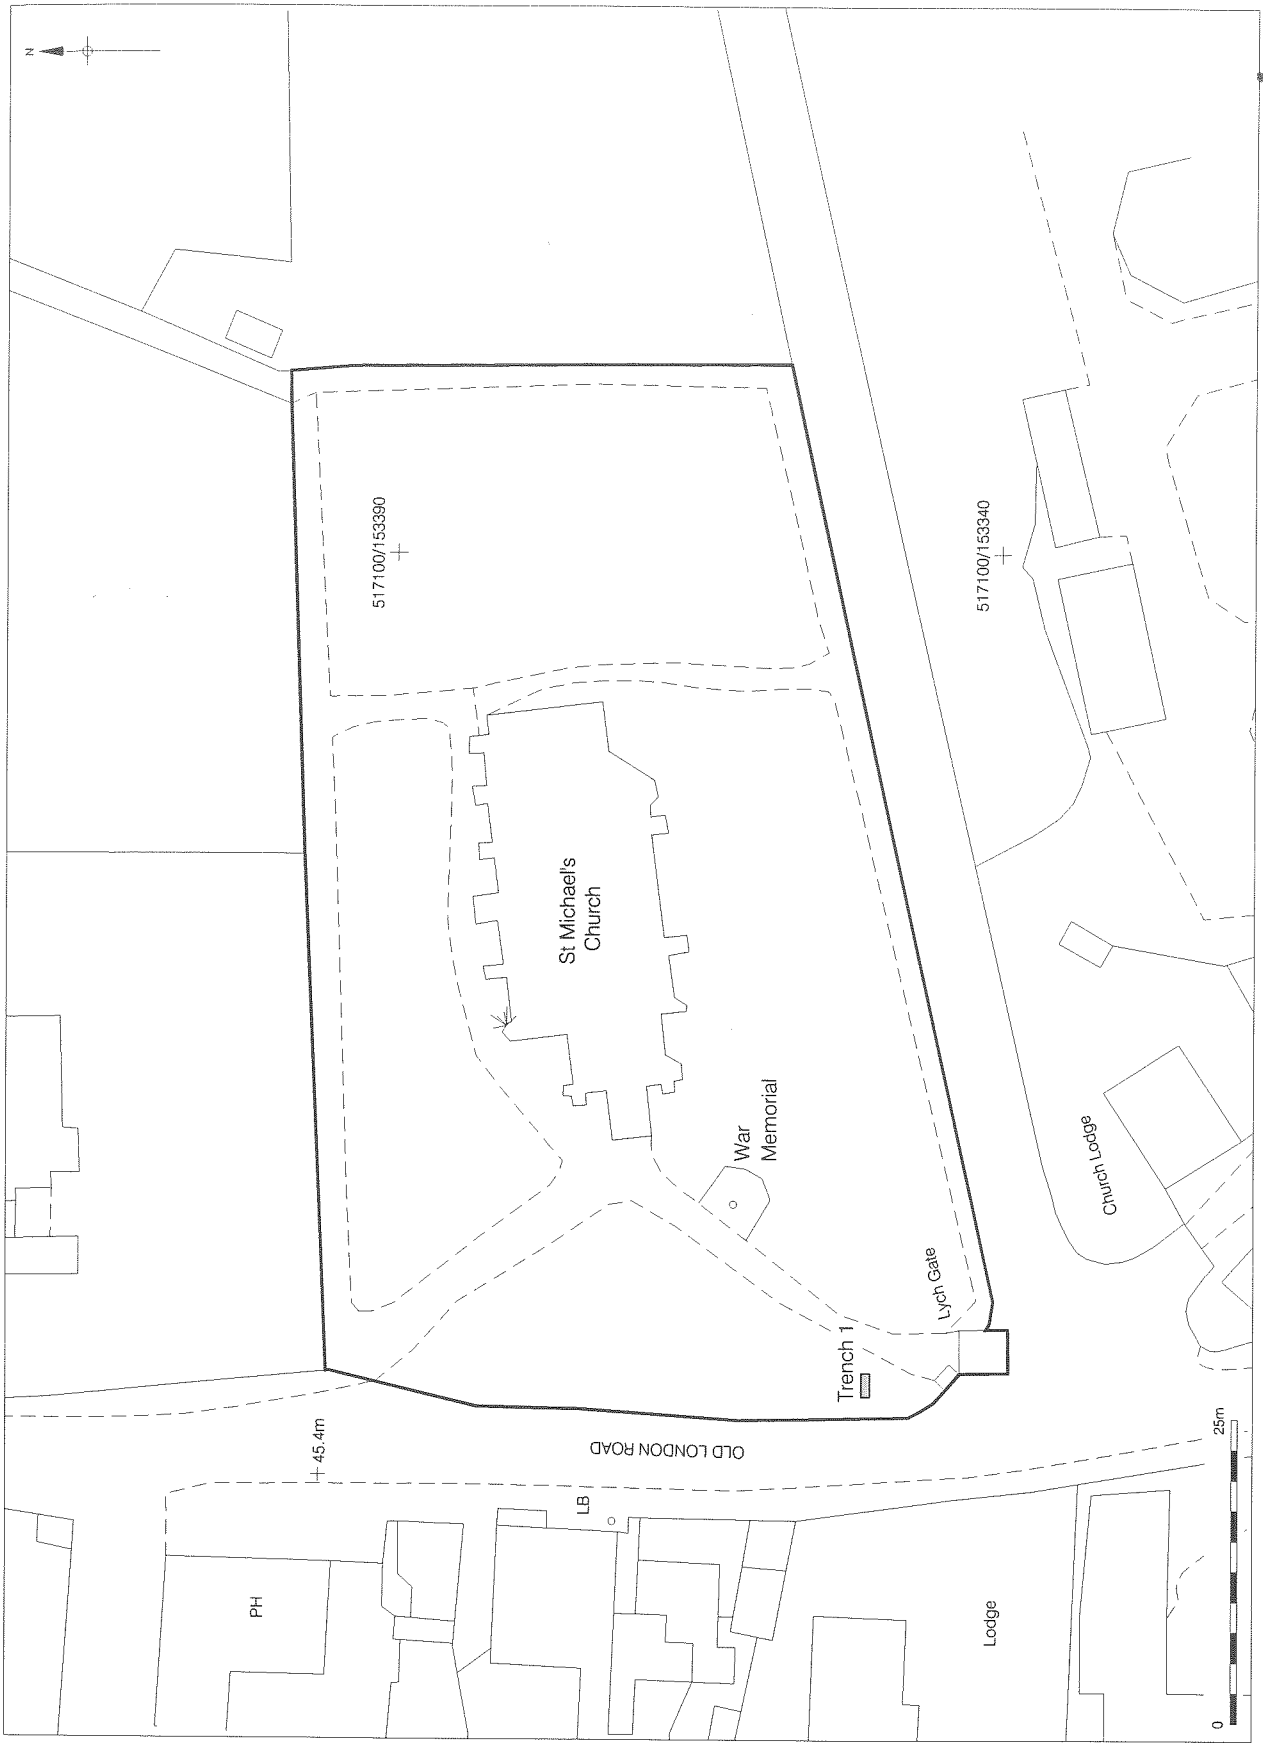 N
517100/153390
517100/153340
St Michael's
Church
War
Memorial
Church Lodge
Lych Gate
Trench 1
OLD LONDON ROAD
45.4m
LB
PH
Lodge
0
25m